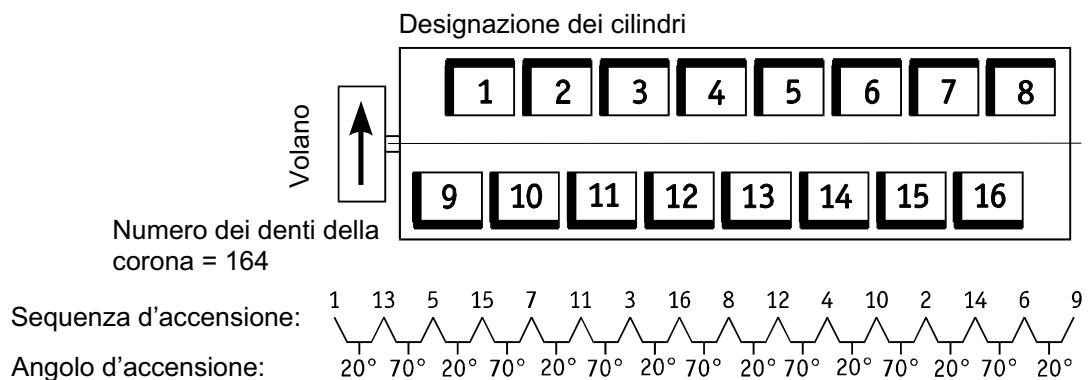 Designazione dei cilindri
1 2 3 4 5 6 7 8
Volano
9 10 11 12 13 14 15 16
Numero dei denti della
corona = 164
Sequenza d’accensione: 1 13 5 15 7 11 3 16 8 12 4 10 2 14 6 9
Angolo d’accensione: 20° 70° 20° 70° 20° 70° 20° 70° 20° 70° 20° 70° 20° 70° 20°